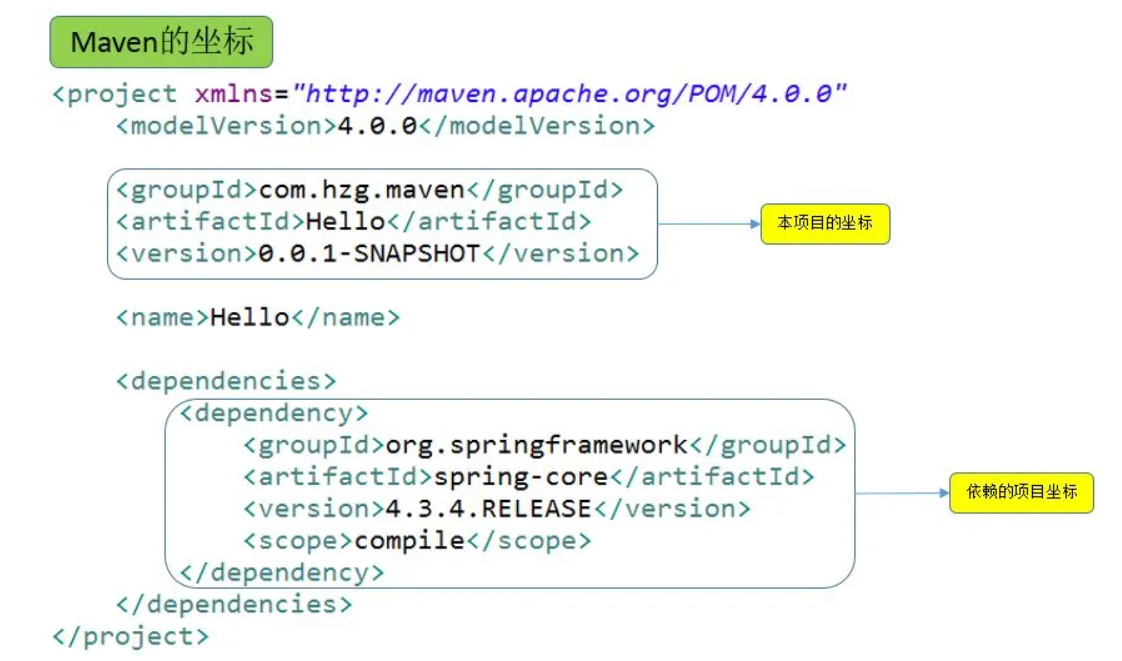 Maven的坐标
<project xmlns="http://maven.apache.org/POM/4.0.0"
<modelVersion>4.0.0</modelVersion>
<groupId>com.hzg.maven</groupId>
<artifactId>Hello</artifactId>
<version>0.0.1-SNAPSHOT</version>
本项目的坐标
<name>Hello</name>
<dependencies>
<dependency>
<groupId>org.springframework</groupId>
<artifactId>spring-core</artifactId>
<version>4.3.4.RELEASE</version>
<scope>compile</scope>
</dependency>
依赖的项目坐标
</dependencies>
</project>